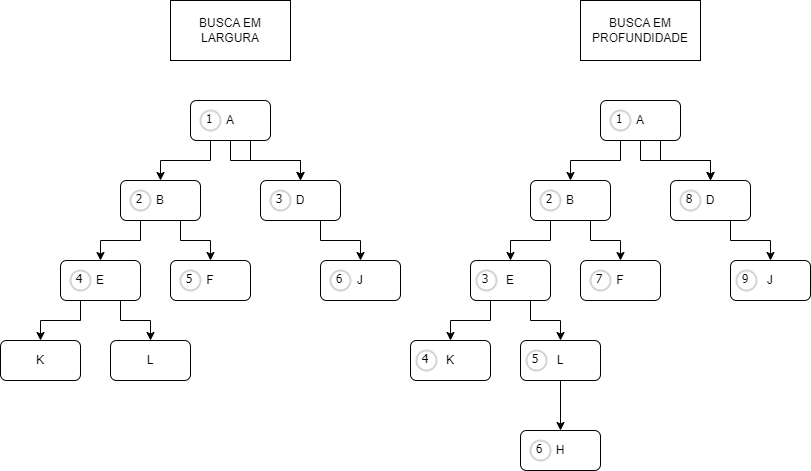 BUSCA EM
LARGURA
1 A
2 B
3 D
4 E
5 F
6 J
K
L
BUSCA EM
PROFUNDIDADE
1 A
2 B
8 D
3 E
7 F
9 J
4 K
5 L
6 H